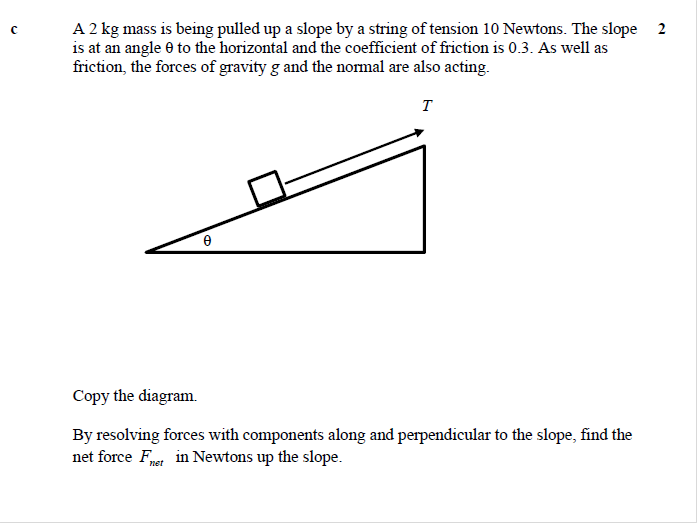 c A 2 kg mass is being pulled up a slope by a string of tension 10 Newtons. The slope 2
is at an angle θ to the horizontal and the coefficient of friction is 0.3. As well as
friction, the forces of gravity g and the normal are also acting.
T
θ
Copy the diagram.
By resolving forces with components along and perpendicular to the slope, find the
net force Fnet in Newtons up the slope.